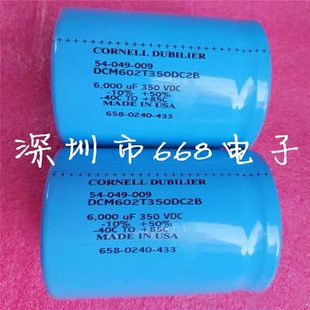 CORNELL DUBILIER
54-049-009
DCM602T350DC2B
6,000 uF 350 VDC
-10% +50%
-40C TO +85C
MADE IN USA
658-0240-433
深圳市668电子
CORNELL DUBILIER
54-049-009
DCM602T350DC2B
6,000 uF 350 VDC
-10% +50%
-40C TO +85C
MADE IN USA
658-0240-433